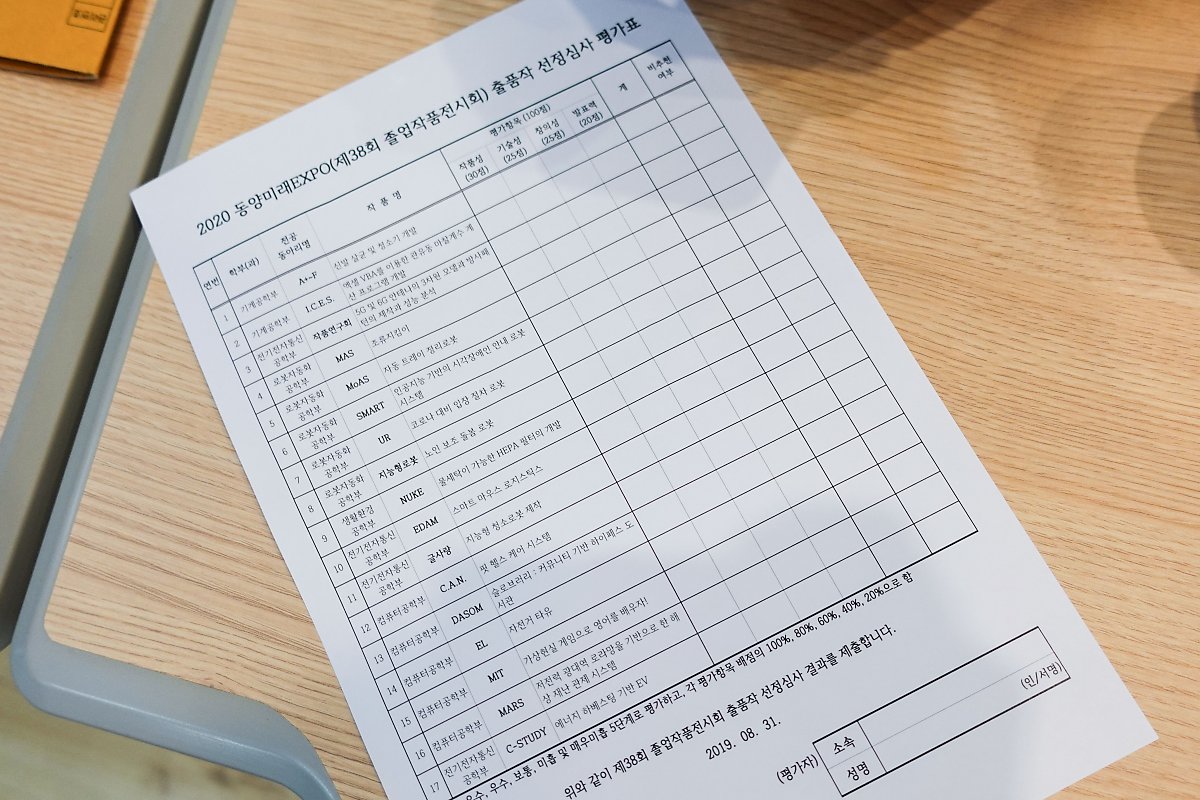 2020 동양미래EXPO(제38회 졸업작품전시회) 출품작 선정심사 평가표
연번 학부(과) 전공 동아리명 작 품 명 평가항목 (100점) 계 비추천 여부
작품성 (30점) 기술성 (25점) 창의성 (25점) 발표력 (20점)
1 기계공학부 A+-F 신발 살균 및 청소기 개발
2 기계공학부 I.C.E.S. 엑셀 VBA를 이용한 관유동 마찰계수 계
산 프로그램 개발
3 전기전자통신 공학부 작품연구회 5G 및 6G 안테나의 3차원 모델과 방사패
턴의 제작과 성능 분석
4 로봇자동화 공학부 MAS 조류지킴이
5 로봇자동화 공학부 MoAS 자동 트레이 정리로봇
6 로봇자동화 공학부 SMART 인공지능 기반의 시각장애인 안내 로봇
시스템
7 로봇자동화 공학부 UR 코로나 대비 입장 절차 로봇
8 로봇자동화 공학부 지능형로봇 노인 보조 돌봄 로봇
9 생활환경 공학부 NUKE 물세탁이 가능한 HEPA 필터의 개발
10 전기전자통신 공학부 EDAM 스마트 마우스 로지스틱스
11 전기전자통신 공학부 글사랑 지능형 청소로봇 제작
12 컴퓨터공학부 C.A.N. 펫 헬스 케어 시스템
13 컴퓨터공학부 DASOM 슬로브러리 : 커뮤니티 기반 하이패스 도
서관
14 컴퓨터공학부 EL 자전거 타유
15 컴퓨터공학부 MIT 가상현실 게임으로 영어를 배우자!
16 컴퓨터공학부 MARS 저전력 광대역 로라망을 기반으로 한 해
상 재난 관제 시스템
17 전기전자통신 공학부 C-STUDY 에너지 하베스팅 기반 EV
우수, 우수, 보통, 미흡 및 매우미흡 5단계로 평가하고, 각 평가항목 배점의 100%, 80%, 60%, 40%, 20%으로 함
위와 같이 제38회 졸업작품전시회 출품작 선정심사 결과를 제출합니다.
2019. 08. 31.
(평가자) 소속
성명 (인/서명)